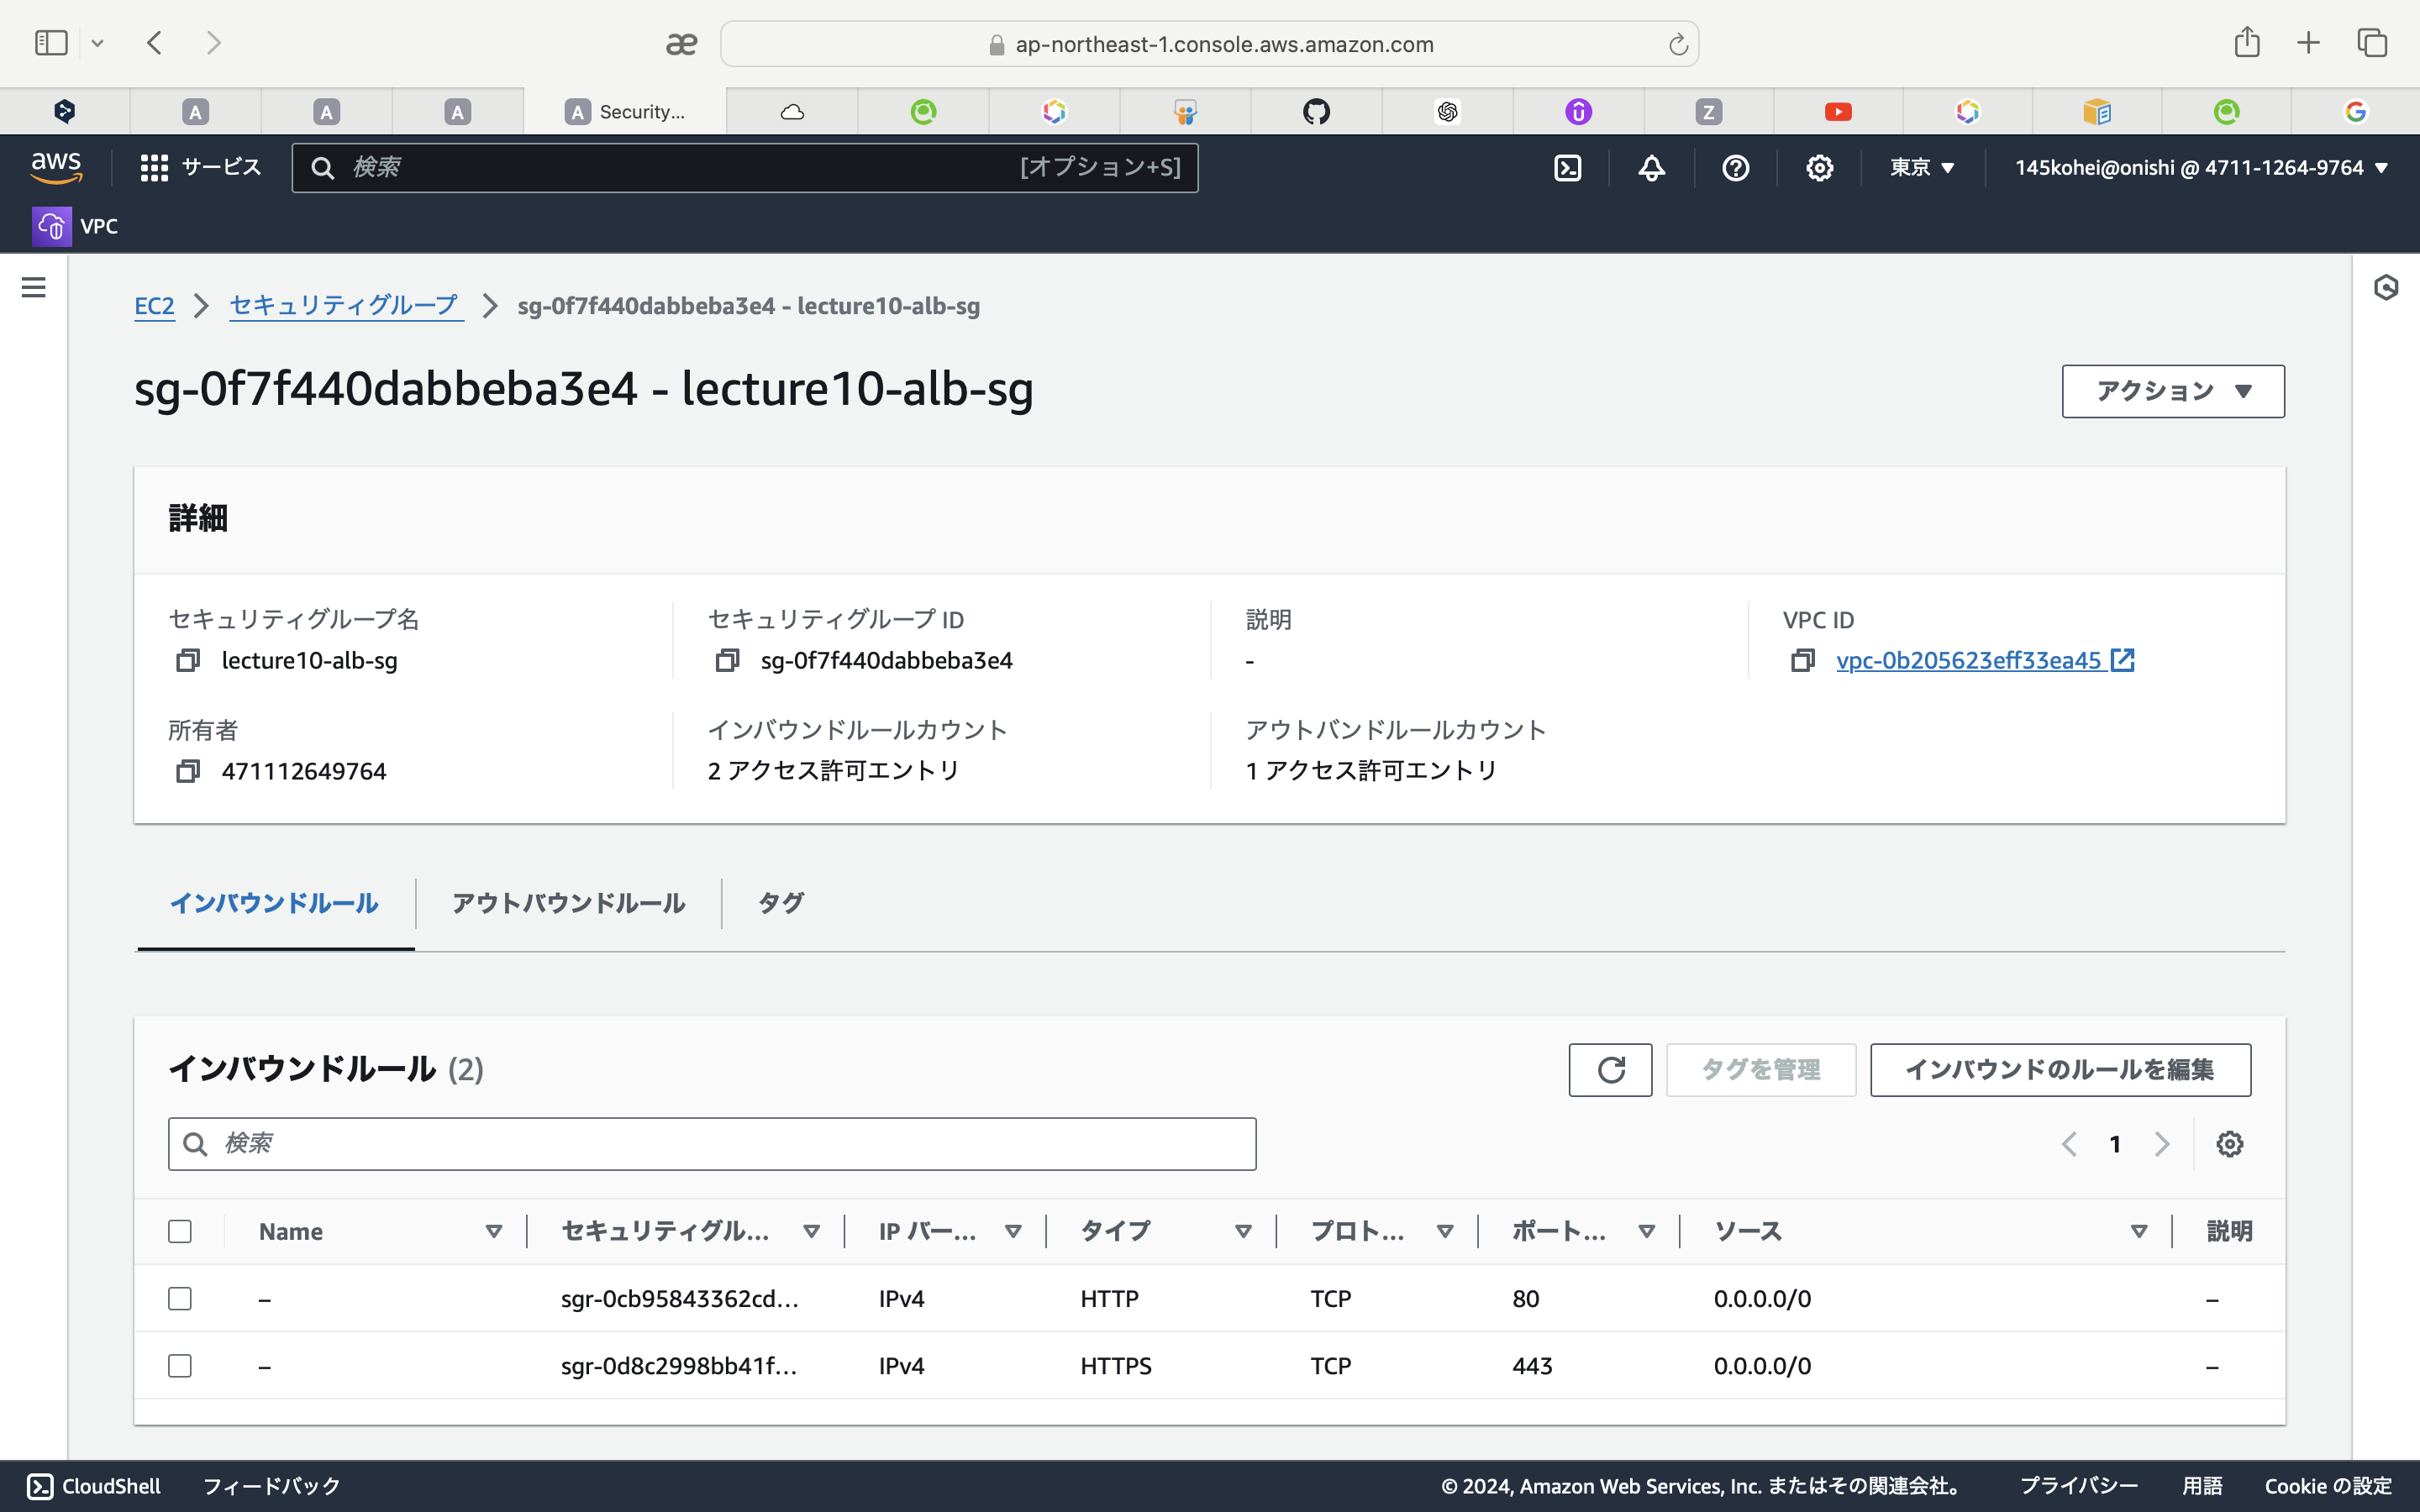 ap-northeast-1.console.aws.amazon.com
A
A
A
A Security...
Z
aws
サービス
検索
[オプション+S]
東京
145kohei@onishi @ 4711-1264-9764
VPC
EC2 セキュリティグループ sg-0f7f440dabbeba3e4 - lecture10-alb-sg
sg-0f7f440dabbeba3e4 - lecture10-alb-sg
アクション
詳細
セキュリティグループ名 セキュリティグループ ID 説明 VPC ID
lecture10-alb-sg sg-0f7f440dabbeba3e4 - vpc-0b205623eff33ea45
所有者 インバウンドルールカウント アウトバンドルールカウント
471112649764 2 アクセス許可エントリ 1 アクセス許可エントリ
インバウンドルール アウトバウンドルール タグ
インバウンドルール (2) タグを管理 インバウンドのルールを編集
検索 1
Name セキュリティグル... IP バー... タイプ プロト... ポート... ソース 説明
– sgr-0cb95843362cd... IPv4 HTTP TCP 80 0.0.0.0/0 –
– sgr-0d8c2998bb41f... IPv4 HTTPS TCP 443 0.0.0.0/0 –
CloudShell フィードバック © 2024, Amazon Web Services, Inc. またはその関連会社。 プライバシー 用語 Cookie の設定